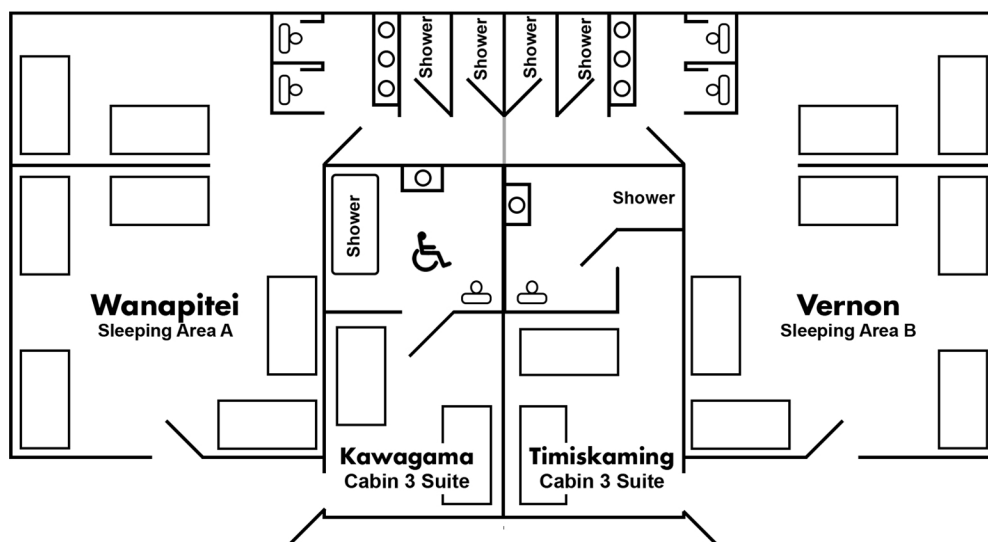 Shower
Shower
Shower
Shower
Shower
Shower
Wanapitei
Sleeping Area A
Vernon
Sleeping Area B
Kawagama
Cabin 3 Suite
Timiskaming
Cabin 3 Suite